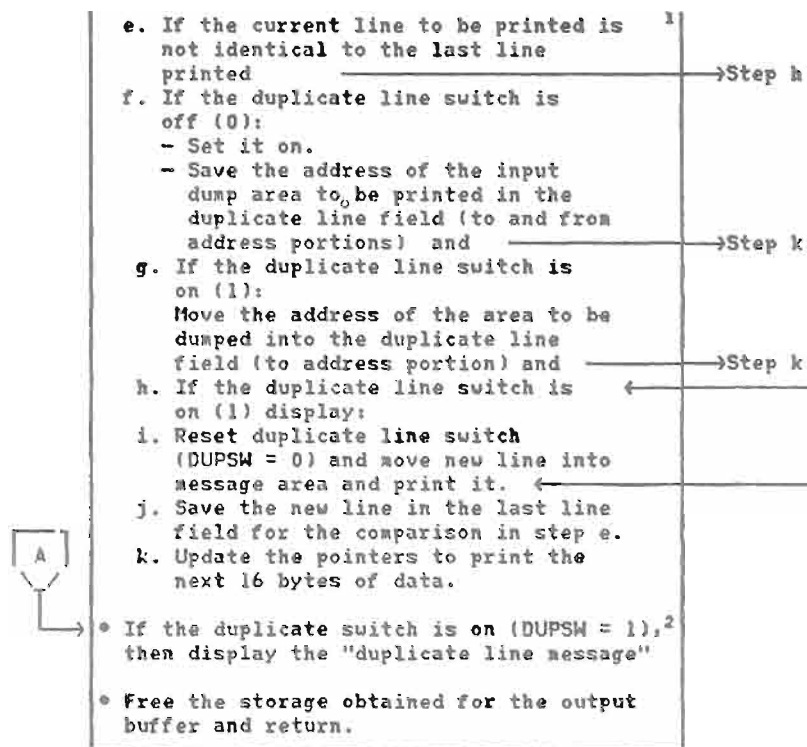 e. If the current line to be printed is 1
not identical to the last line
printed →Step h
f. If the duplicate line switch is
off (0):
- Set it on.
- Save the address of the input
dump area to be printed in the
duplicate line field (to and from
address portions) and →Step k
g. If the duplicate line switch is
on (1):
Move the address of the area to be
dumped into the duplicate line
field (to address portion) and →Step k
h. If the duplicate line switch is
on (1) display:
i. Reset duplicate line switch
(DUPSW = 0) and move new line into
message area and print it.
j. Save the new line in the last line
field for the comparison in step e.
k. Update the pointers to print the
next 16 bytes of data.
A
• If the duplicate switch is on (DUPSW = 1),2
then display the "duplicate line message"
• Free the storage obtained for the output
buffer and return.